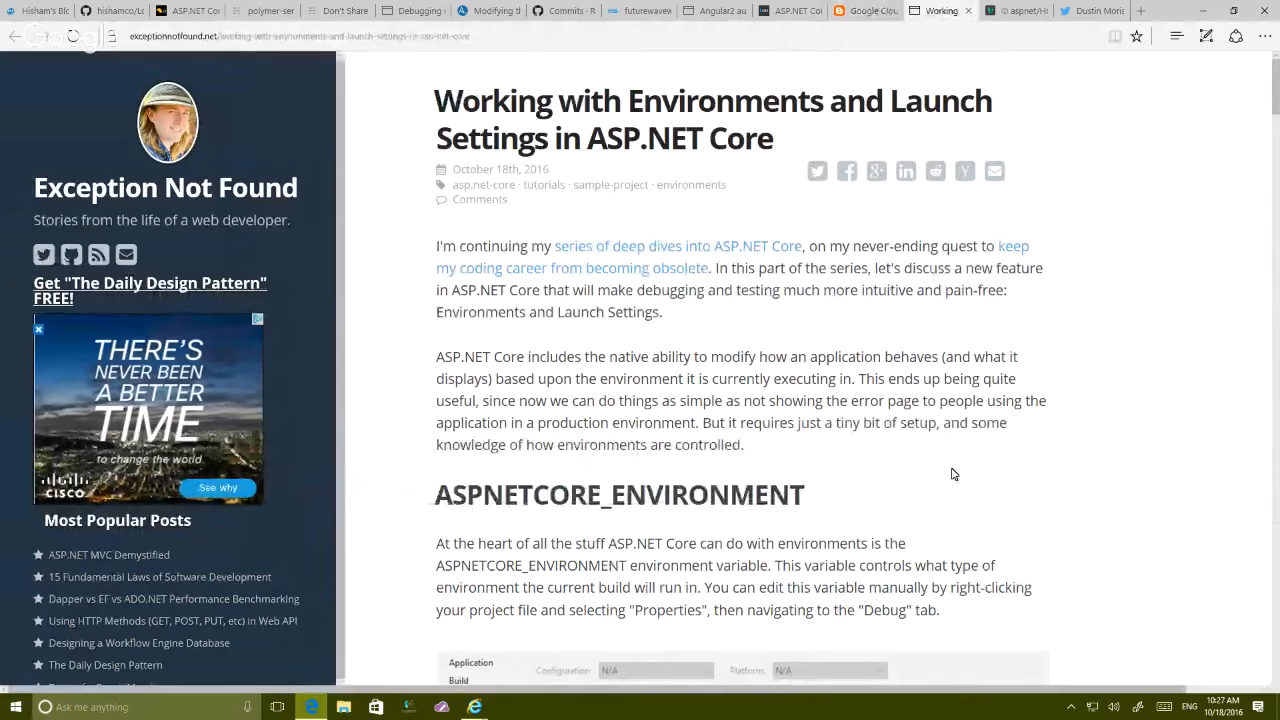 Hisham's Bl
ASP.NET Cor
hishamyCor
Debugging
Modifying
Commits · R
Future
Angular2 au
ASP.NET Cor
Google Clou
Working
aspnet/H
Dustin Mori
exceptionnotfound.net/working-with-environments-and-launch-settings-in-asp-net-core
Exception Not Found
Stories from the life of a web developer.
Get "The Daily Design Pattern"
FREE!
THERE'S
NEVER BEEN
A BETTER
TIME
to change the world
CISCO
See why
Most Popular Posts
ASP.NET MVC Demystified
15 Fundamental Laws of Software Development
Dapper vs EF vs ADO.NET Performance Benchmarking
Using HTTP Methods (GET, POST, PUT, etc) in Web API
Designing a Workflow Engine Database
The Daily Design Pattern
Working with Environments and Launch
Settings in ASP.NET Core
October 18th, 2016
asp.net-core · tutorials · sample-project · environments
Comments
I'm continuing my series of deep dives into ASP.NET Core, on my never-ending quest to keep
my coding career from becoming obsolete. In this part of the series, let's discuss a new feature
in ASP.NET Core that will make debugging and testing much more intuitive and pain-free:
Environments and Launch Settings.
ASP.NET Core includes the native ability to modify how an application behaves (and what it
displays) based upon the environment it is currently executing in. This ends up being quite
useful, since now we can do things as simple as not showing the error page to people using the
application in a production environment. But it requires just a tiny bit of setup, and some
knowledge of how environments are controlled.
ASPNETCORE_ENVIRONMENT
At the heart of all the stuff ASP.NET Core can do with environments is the
ASPNETCORE_ENVIRONMENT environment variable. This variable controls what type of
environment the current build will run in. You can edit this variable manually by right-clicking
your project file and selecting "Properties", then navigating to the "Debug" tab.
Application
Configuration: N/A
Platform: N/A
Build
Ask me anything
ENG
10:27 AM
10/18/2016